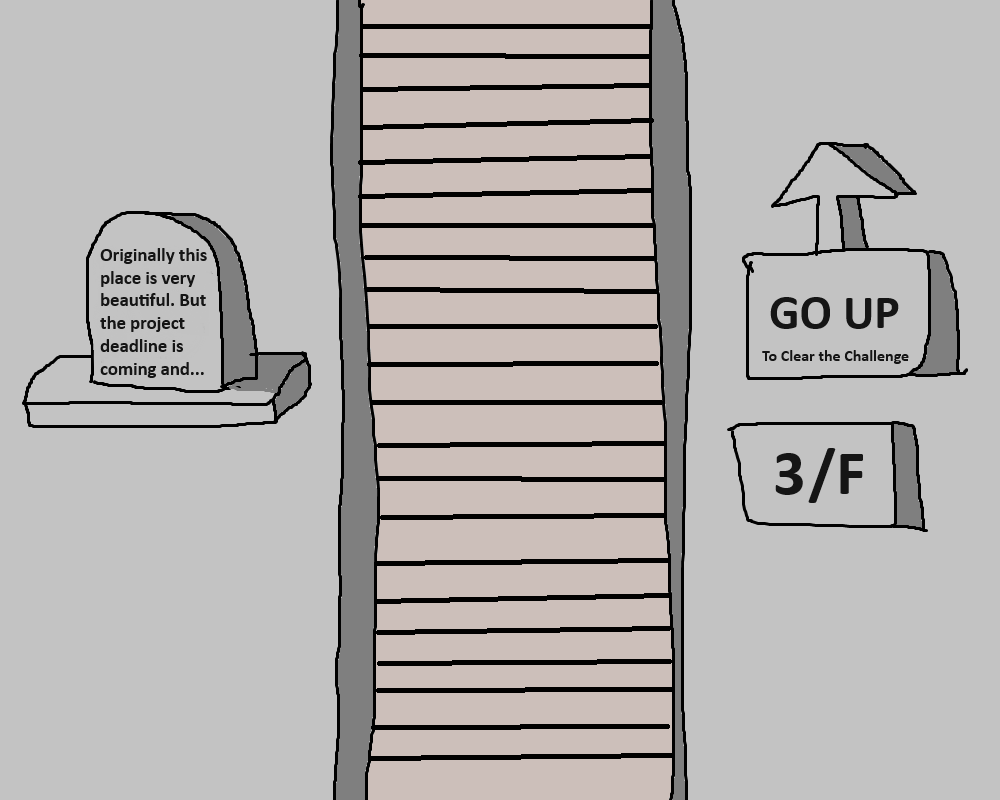 Originally this
place is very
beautiful. But
the project
deadline is
coming and...
GO UP
To Clear the Challenge
3/F